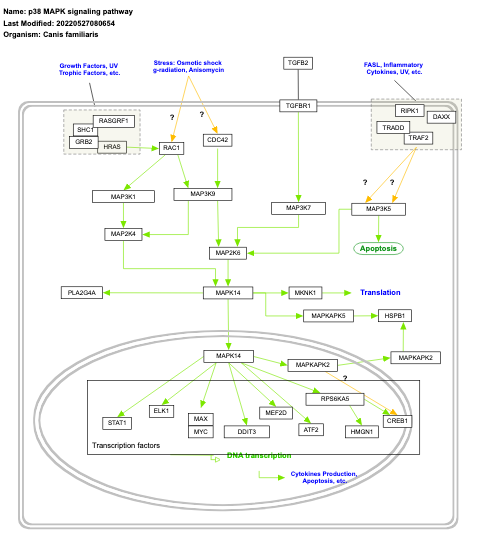 Name: p38 MAPK signaling pathway
Last Modified: 20220527080654
Organism: Canis familiaris
Growth Factors, UV
Trophic Factors, etc.
Stress: Osmotic shock
g-radiation, Anisomycin
TGFB2
FASL, Inflammatory
Cytokines, UV, etc.
TGFBR1
RASGRF1
SHC1
GRB2
HRAS
?
?
RAC1
CDC42
RIPK1
DAXX
TRADD
TRAF2
?
?
MAP3K1
MAP3K9
MAP3K7
MAP3K5
MAP2K4
MAP2K6
Apoptosis
PLA2G4A
MAPK14
MKNK1
Translation
MAPKAPK5
HSPB1
MAPK14
MAPKAPK2
MAPKAPK2
?
RPS6KA5
STAT1
ELK1
MAX
MYC
DDIT3
MEF2D
ATF2
HMGN1
CREB1
Transcription factors
DNA transcription
Cytokines Production,
Apoptosis, etc.